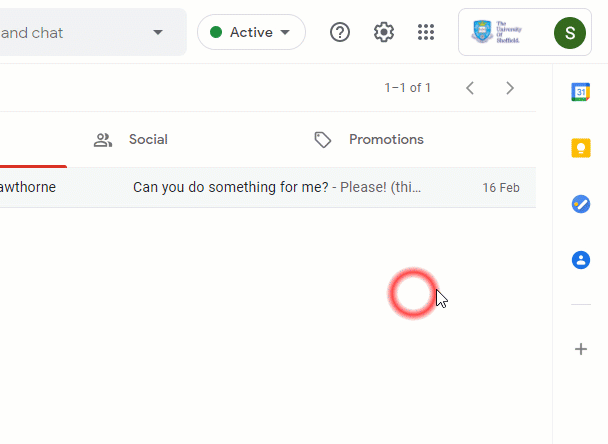 and chat
Active
The
University
Of
Sheffield.
S
1–1 of 1
31
Social
Promotions
awthorne
Can you do something for me? - Please! (thi...
16 Feb